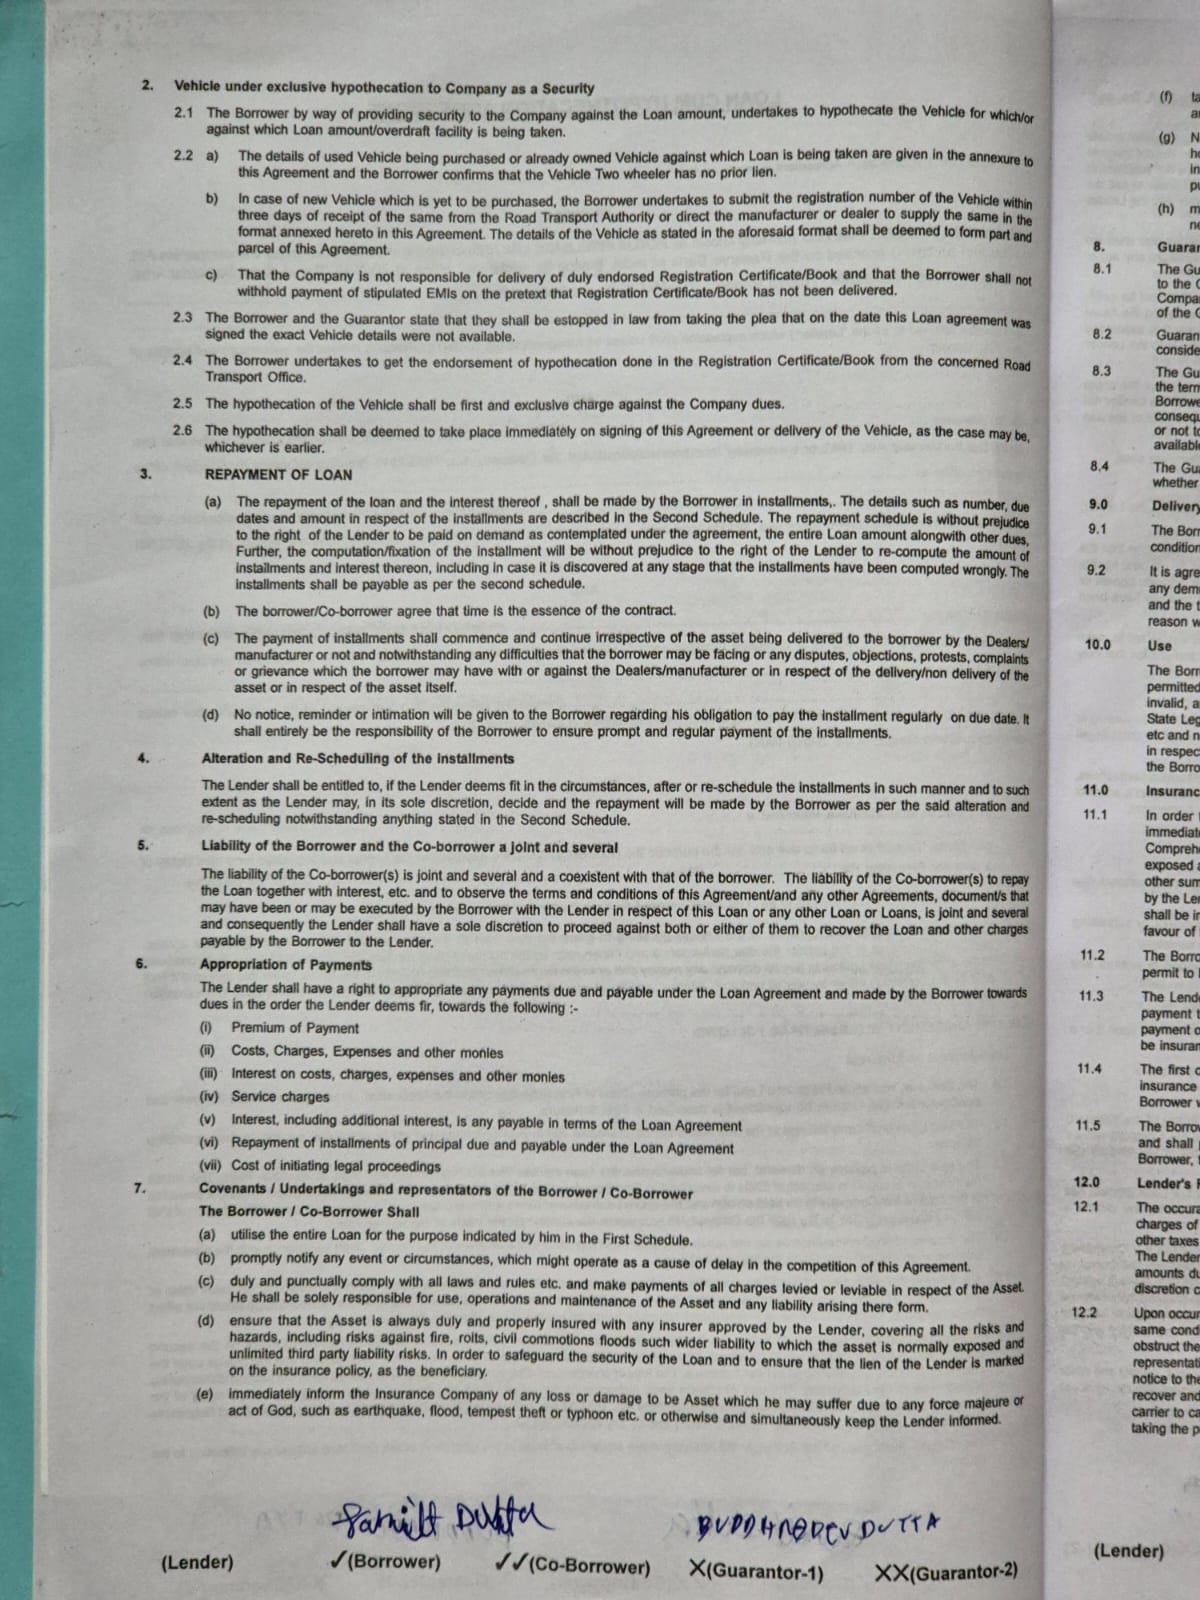 2. Vehicle under exclusive hypothecation to Company as a Security
2.1 The Borrower by way of providing security to the Company against the Loan amount, undertakes to hypothecate the Vehicle for which/or
against which Loan amount/overdraft facility is being taken.
2.2 a) The details of used Vehicle being purchased or already owned Vehicle against which Loan is being taken are given in the annexure to
this Agreement and the Borrower confirms that the Vehicle Two wheeler has no prior lien.
b) In case of new Vehicle which is yet to be purchased, the Borrower undertakes to submit the registration number of the Vehicle within
three days of receipt of the same from the Road Transport Authority or direct the manufacturer or dealer to supply the same in the
format annexed hereto in this Agreement. The details of the Vehicle as stated in the aforesaid format shall be deemed to form part and
parcel of this Agreement.
c) That the Company is not responsible for delivery of duly endorsed Registration Certificate/Book and that the Borrower shall not
withhold payment of stipulated EMIs on the pretext that Registration Certificate/Book has not been delivered.
2.3 The Borrower and the Guarantor state that they shall be estopped in law from taking the plea that on the date this Loan agreement was
signed the exact Vehicle details were not available.
2.4 The Borrower undertakes to get the endorsement of hypothecation done in the Registration Certificate/Book from the concerned Road
Transport Office.
2.5 The hypothecation of the Vehicle shall be first and exclusive charge against the Company dues.
2.6 The hypothecation shall be deemed to take place immediately on signing of this Agreement or delivery of the Vehicle, as the case may be,
whichever is earlier.
3. REPAYMENT OF LOAN
(a) The repayment of the loan and the interest thereof , shall be made by the Borrower in installments,. The details such as number, due
dates and amount in respect of the installments are described in the Second Schedule. The repayment schedule is without prejudice
to the right of the Lender to be paid on demand as contemplated under the agreement, the entire Loan amount alongwith other dues,
Further, the computation/fixation of the installment will be without prejudice to the right of the Lender to re-compute the amount of
installments and interest thereon, including in case it is discovered at any stage that the installments have been computed wrongly. The
installments shall be payable as per the second schedule.
(b) The borrower/Co-borrower agree that time is the essence of the contract.
(c) The payment of installments shall commence and continue irrespective of the asset being delivered to the borrower by the Dealers/
manufacturer or not and notwithstanding any difficulties that the borrower may be facing or any disputes, objections, protests, complaints
or grievance which the borrower may have with or against the Dealers/manufacturer or in respect of the delivery/non delivery of the
asset or in respect of the asset itself.
(d) No notice, reminder or intimation will be given to the Borrower regarding his obligation to pay the installment regularly on due date. It
shall entirely be the responsibility of the Borrower to ensure prompt and regular payment of the installments.
4. Alteration and Re-Scheduling of the installments
The Lender shall be entitled to, if the Lender deems fit in the circumstances, after or re-schedule the installments in such manner and to such
extent as the Lender may, in its sole discretion, decide and the repayment will be made by the Borrower as per the said alteration and
re-scheduling notwithstanding anything stated in the Second Schedule.
5. Liability of the Borrower and the Co-borrower a joint and several
The liability of the Co-borrower(s) is joint and several and a coexistent with that of the borrower. The liability of the Co-borrower(s) to repay
the Loan together with interest, etc. and to observe the terms and conditions of this Agreement/and any other Agreements, document/s that
may have been or may be executed by the Borrower with the Lender in respect of this Loan or any other Loan or Loans, is joint and several
and consequently the Lender shall have a sole discretion to proceed against both or either of them to recover the Loan and other charges
payable by the Borrower to the Lender.
6. Appropriation of Payments
The Lender shall have a right to appropriate any payments due and payable under the Loan Agreement and made by the Borrower towards
dues in the order the Lender deems fir, towards the following :-
(i) Premium of Payment
(ii) Costs, Charges, Expenses and other monies
(iii) Interest on costs, charges, expenses and other monies
(iv) Service charges
(v) Interest, including additional interest, is any payable in terms of the Loan Agreement
(vi) Repayment of installments of principal due and payable under the Loan Agreement
(vii) Cost of initiating legal proceedings
7. Covenants / Undertakings and representators of the Borrower / Co-Borrower
The Borrower / Co-Borrower Shall
(a) utilise the entire Loan for the purpose indicated by him in the First Schedule.
(b) promptly notify any event or circumstances, which might operate as a cause of delay in the competition of this Agreement.
(c) duly and punctually comply with all laws and rules etc. and make payments of all charges levied or leviable in respect of the Asset.
He shall be solely responsible for use, operations and maintenance of the Asset and any liability arising there form.
(d) ensure that the Asset is always duly and properly insured with any insurer approved by the Lender, covering all the risks and
hazards, including risks against fire, roits, civil commotions floods such wider liability to which the asset is normally exposed and
unlimited third party liability risks. In order to safeguard the security of the Loan and to ensure that the lien of the Lender is marked
on the insurance policy, as the beneficiary.
(e) immediately inform the Insurance Company of any loss or damage to be Asset which he may suffer due to any force majeure or
act of God, such as earthquake, flood, tempest theft or typhoon etc. or otherwise and simultaneously keep the Lender informed.
Dutta BUDDHADEV DUTTA
(Lender) ✓(Borrower) ✓✓(Co-Borrower) X(Guarantor-1) XX(Guarantor-2)
(f)
(g)
(h)
8. Guarar
8.1 The Gu
to the
Compa
of the
8.2 Guaran
conside
8.3 The Gu
the term
Borrowe
consequ
or not to
availabl
8.4 The Gua
whether
9.0 Delivery
9.1 The Borr
condition
9.2 It is agre
any dem
and the t
reason w
10.0 Use
The Borr
permitted
invalid, a
State Leg
etc and n
in respec
the Borro
11.0 Insuranc
11.1 In order
immediat
Comprehe
exposed a
other sum
by the Len
shall be in
favour of
11.2 The Borro
permit to
11.3 The Lende
payment t
payment o
be insuran
11.4 The first c
insurance
Borrower w
11.5 The Borrow
and shall
Borrower,
12.0 Lender's
12.1 The occura
charges of
other taxes
The Lender
amounts du
discretion o
12.2 Upon occur
same cond
obstruct the
representati
notice to the
recover and
carrier to ca
taking the p
(Lender)